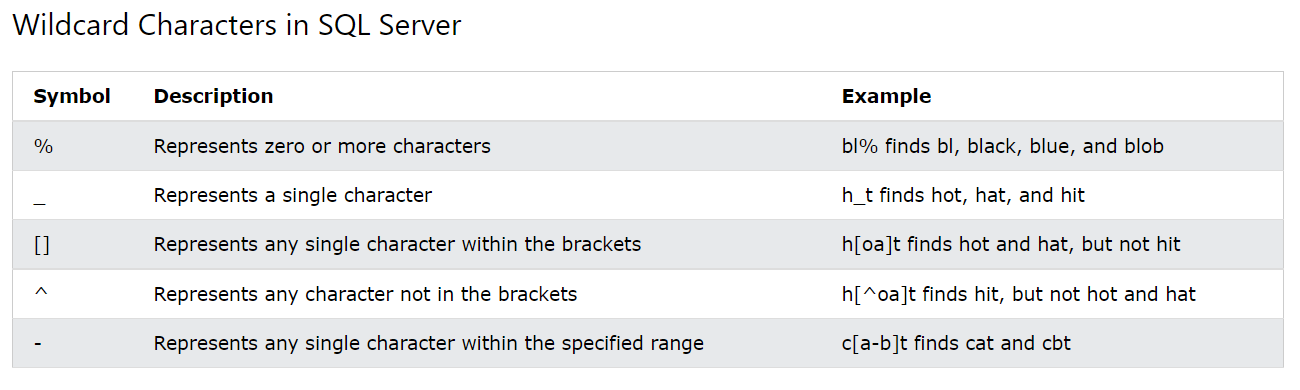 Wildcard Characters in SQL Server
Symbol Description Example
% Represents zero or more characters bl% finds bl, black, blue, and blob
_ Represents a single character h_t finds hot, hat, and hit
[] Represents any single character within the brackets h[oa]t finds hot and hat, but not hit
^ Represents any character not in the brackets h[^oa]t finds hit, but not hot and hat
- Represents any single character within the specified range c[a-b]t finds cat and cbt